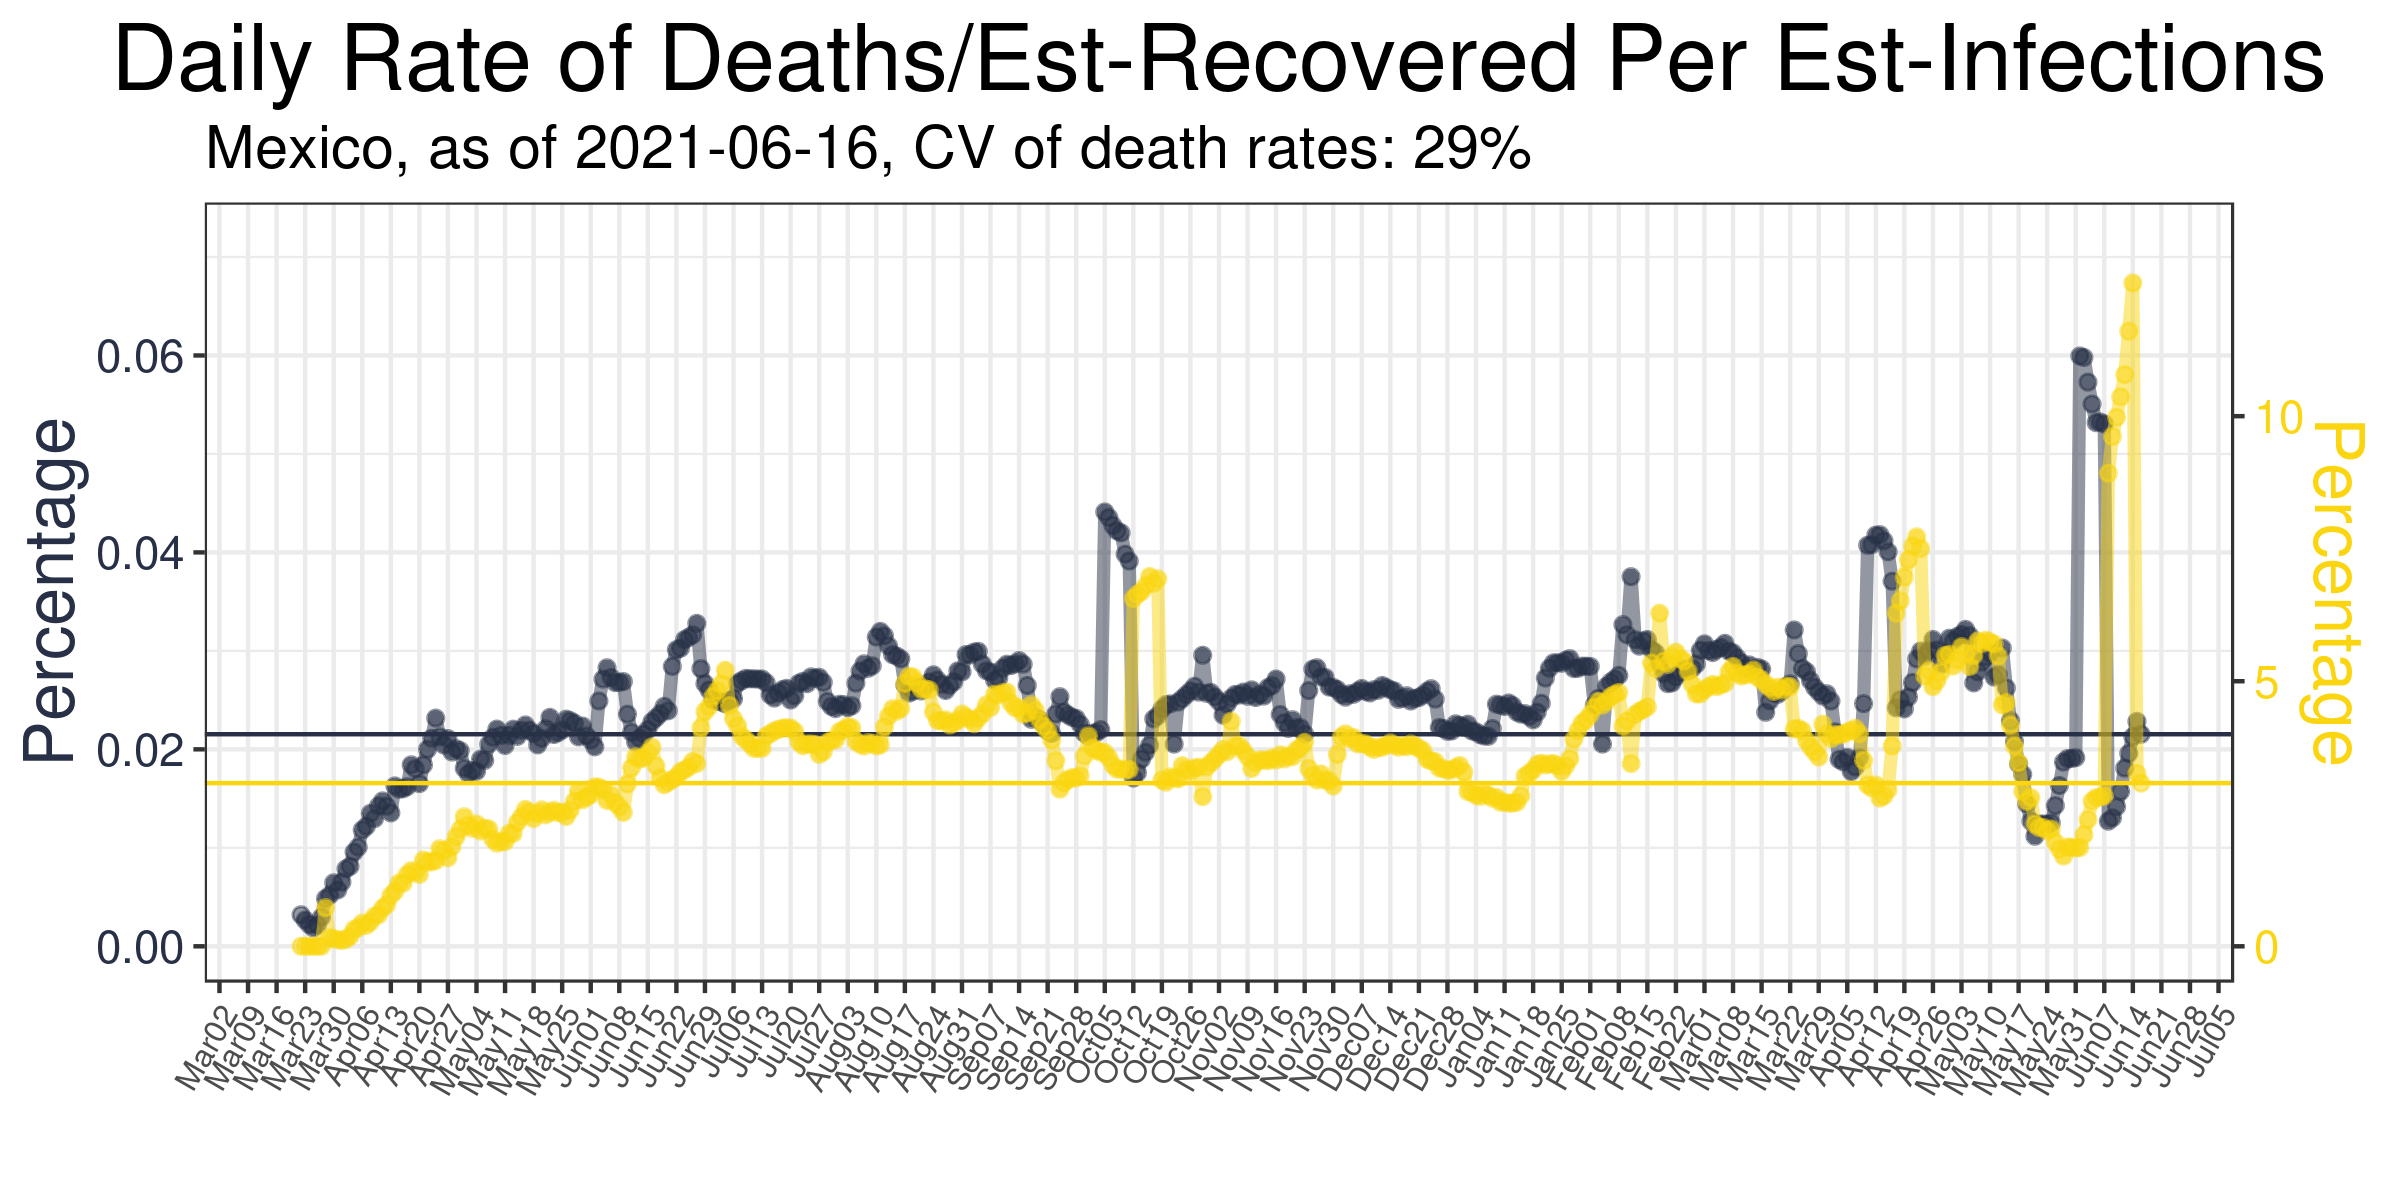 Daily Rate of Deaths/Est-Recovered Per Est-Infections
Mexico, as of 2021-06-16, CV of death rates: 29%
Percentage
0.06
0.04
0.02
0.00
10
5
0
Percentage
Mar02
Mar09
Mar16
Mar23
Mar30
Apr06
Apr13
Apr20
Apr27
May04
May11
May18
May25
Jun01
Jun08
Jun15
Jun22
Jun29
Jul06
Jul13
Jul20
Jul27
Aug03
Aug10
Aug17
Aug24
Aug31
Sep07
Sep14
Sep21
Sep28
Oct05
Oct12
Oct19
Oct26
Nov02
Nov09
Nov16
Nov23
Nov30
Dec07
Dec14
Dec21
Dec28
Jan04
Jan11
Jan18
Jan25
Feb01
Feb08
Feb15
Feb22
Mar01
Mar08
Mar15
Mar22
Mar29
Apr05
Apr12
Apr19
Apr26
May03
May10
May17
May24
May31
Jun07
Jun14
Jun21
Jun28
Jul05